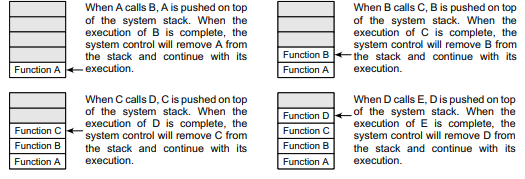 When A calls B, A is pushed on top
of the system stack. When the
execution of B is complete, the
system control will remove A from
the stack and continue with its
execution.
Function A
When B calls C, B is pushed on top
of the system stack. When the
execution of C is complete, the
system control will remove B from
the stack and continue with its
execution.
Function B
Function A
When C calls D, C is pushed on top
of the system stack. When the
execution of D is complete, the
system control will remove C from
the stack and continue with its
execution.
Function C
Function B
Function A
When D calls E, D is pushed on top
of the system stack. When the
execution of E is complete, the
system control will remove D from
the stack and continue with its
execution.
Function D
Function C
Function B
Function A